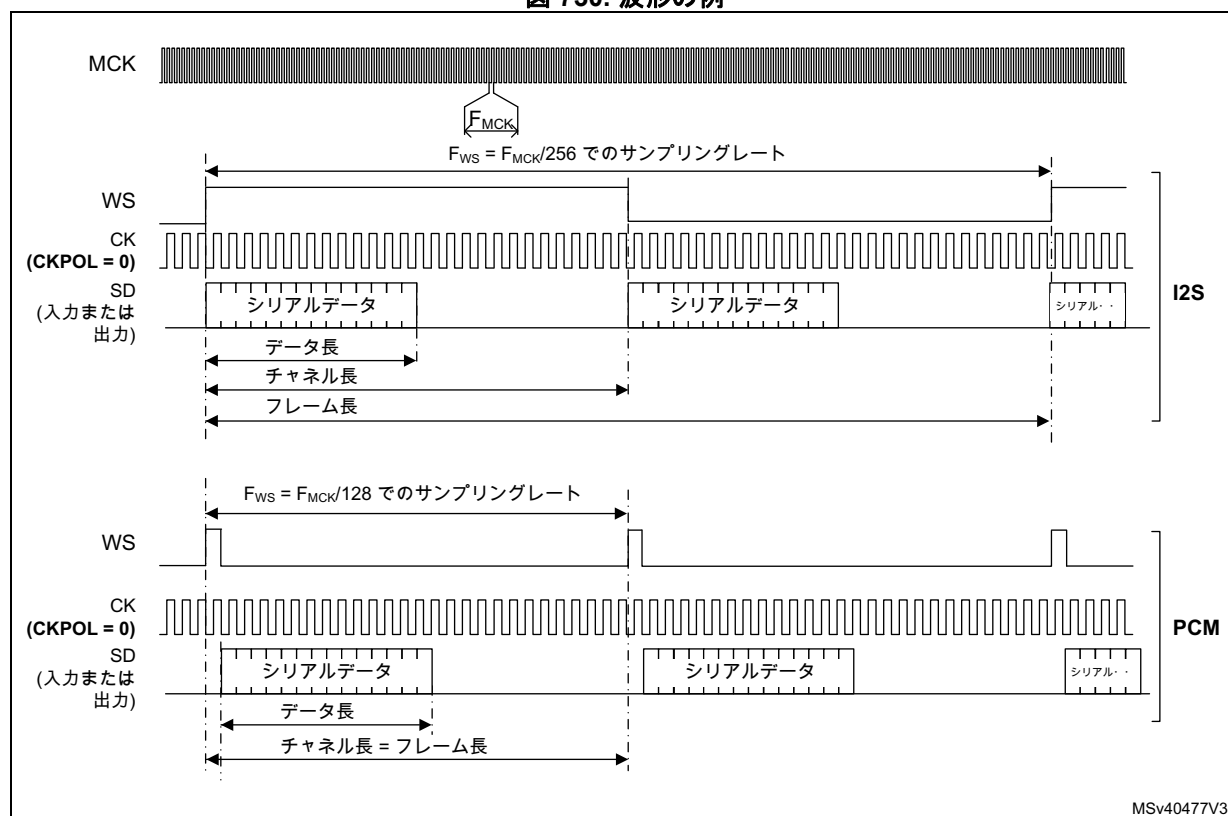 MCK
FMCK
FWS = FMCK/256 でのサンプリングレート
WS
CK
(CKPOL = 0)
SD
(入力または
出力)
シリアルデータ
シリアルデータ
シリアル・・
I2S
データ長
チャネル長
フレーム長
FWS = FMCK/128 でのサンプリングレート
WS
CK
(CKPOL = 0)
SD
(入力または
出力)
シリアルデータ
シリアルデータ
シリアル・・
PCM
データ長
チャネル長 = フレーム長
MSv40477V3